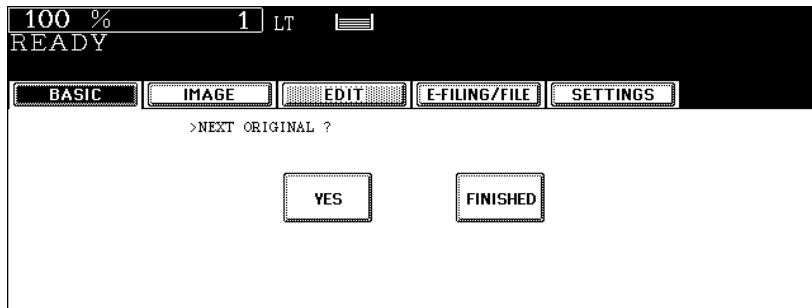 100 % 1 LT
READY
BASIC IMAGE EDIT E-FILING/FILE SETTINGS
>NEXT ORIGINAL ?
YES FINISHED